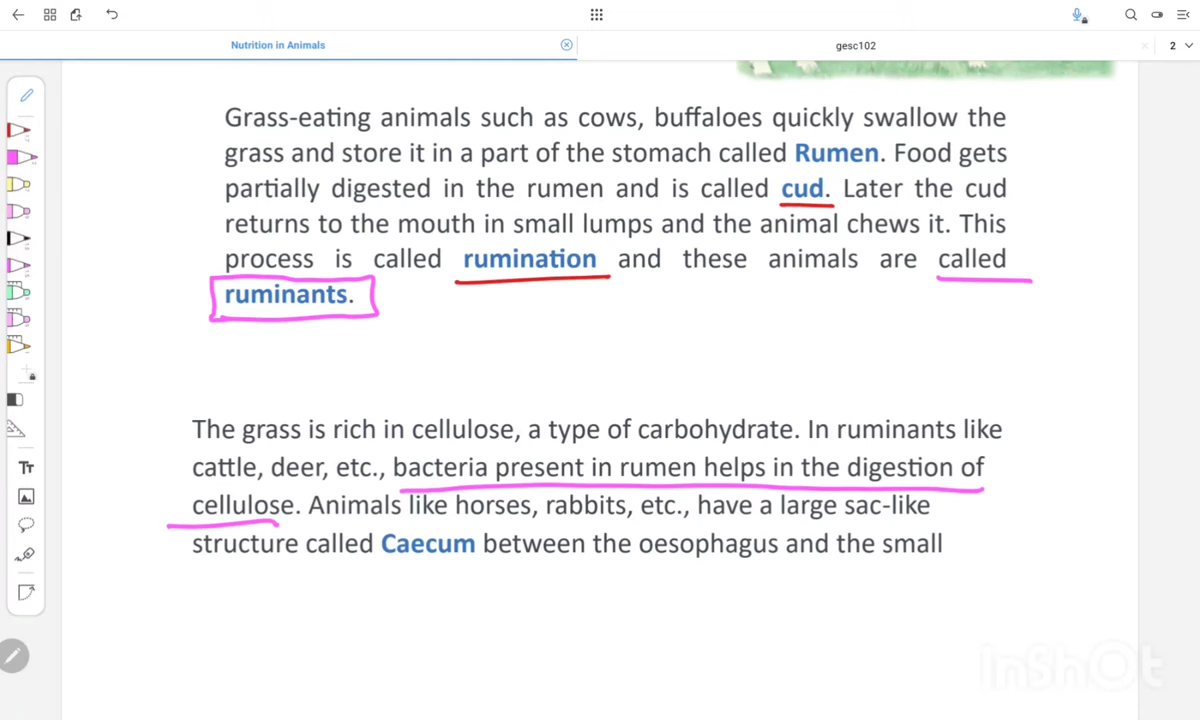 Nutrition in Animals
gesc102
2
Grass-eating animals such as cows, buffaloes quickly swallow the
grass and store it in a part of the stomach called Rumen. Food gets
partially digested in the rumen and is called cud. Later the cud
returns to the mouth in small lumps and the animal chews it. This
process is called rumination and these animals are called
ruminants.
The grass is rich in cellulose, a type of carbohydrate. In ruminants like
cattle, deer, etc., bacteria present in rumen helps in the digestion of
cellulose. Animals like horses, rabbits, etc., have a large sac-like
structure called Caecum between the oesophagus and the small
Tт
InShOt